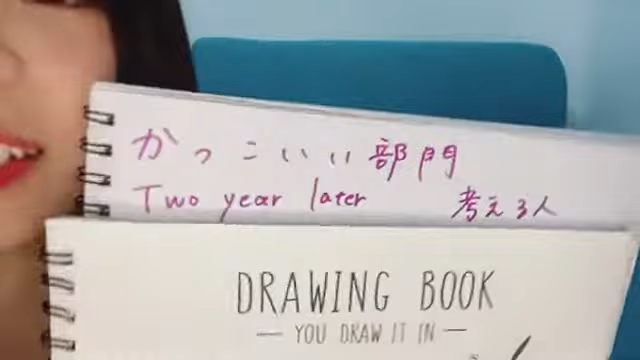 かっこいい部門
Two year later 考える人
DRAWING BOOK
— YOU DRAW IT IN —